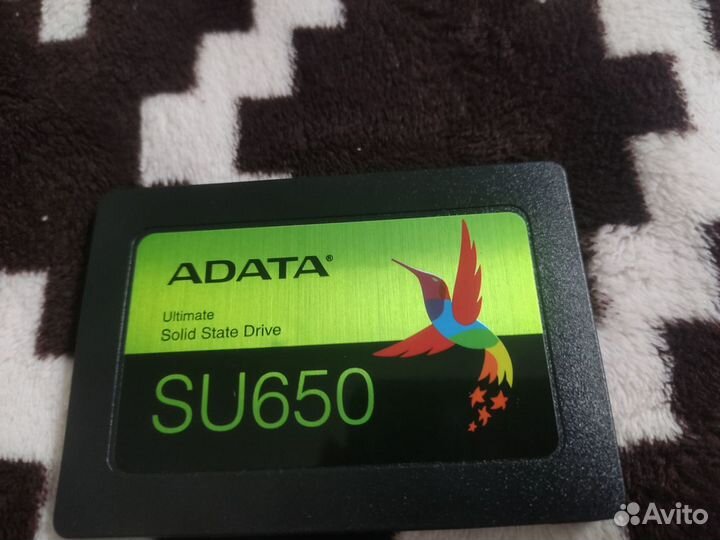 ADATA®
Ultimate
Solid State Drive
SU650
Avito